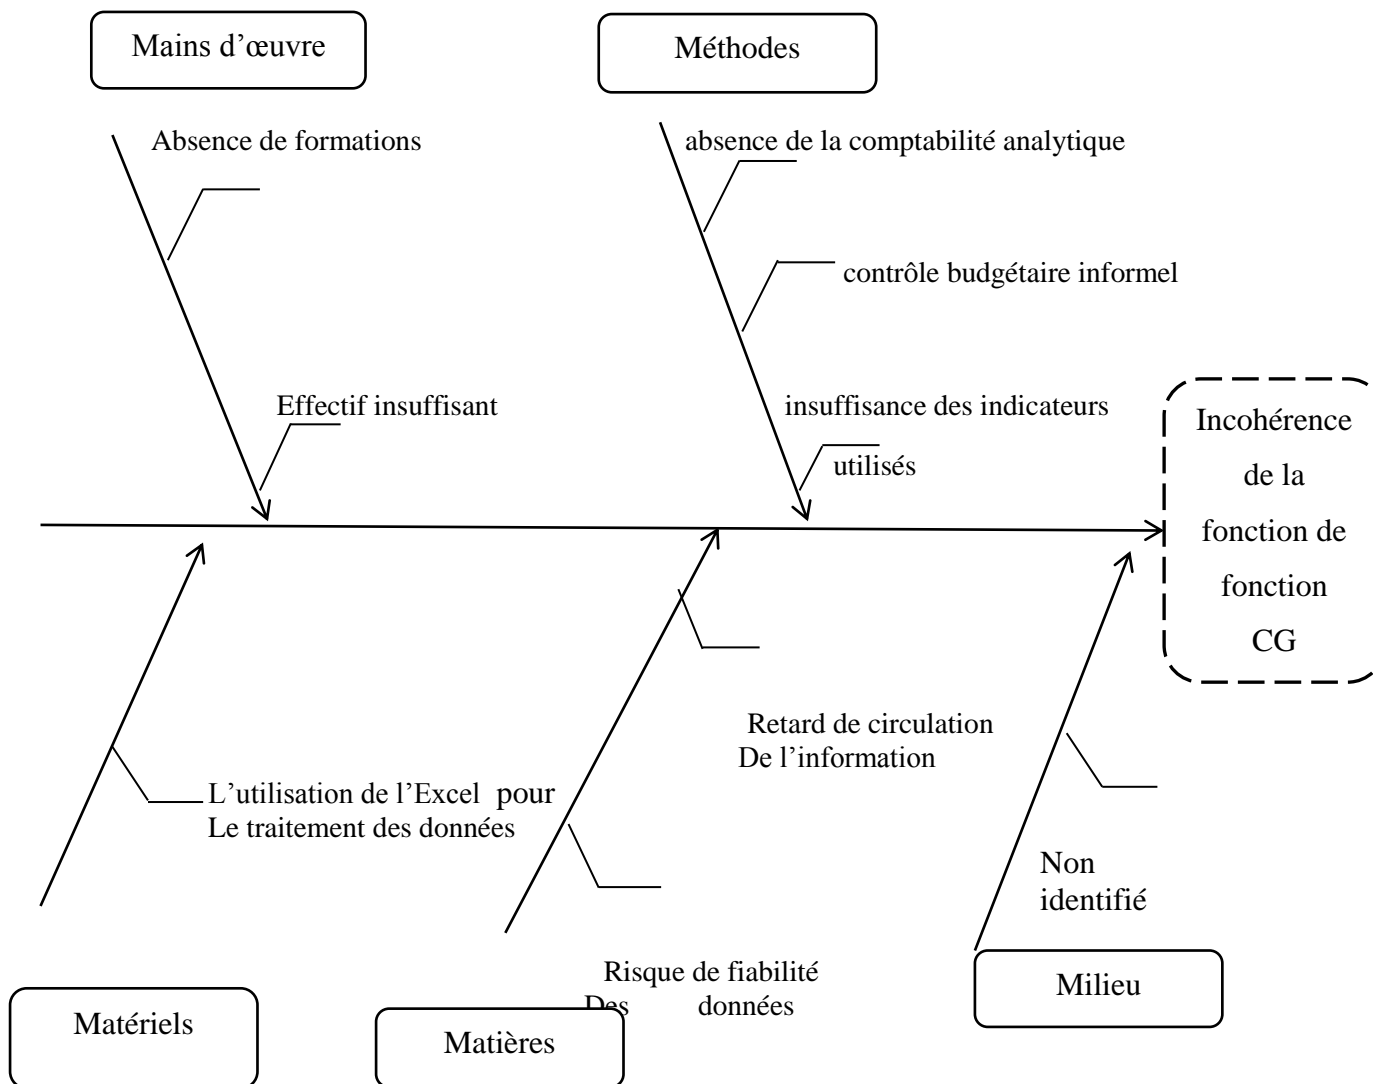 Mains d’œuvre
Méthodes
Absence de formations
absence de la comptabilité analytique
contrôle budgétaire informel
Effectif insuffisant
insuffisance des indicateurs
utilisés
Incohérence
de la
fonction de
fonction
CG
Retard de circulation
De l’information
L’utilisation de l’Excel pour
Le traitement des données
Non
identifié
Risque de fiabilité
Des données
Milieu
Matériels
Matières